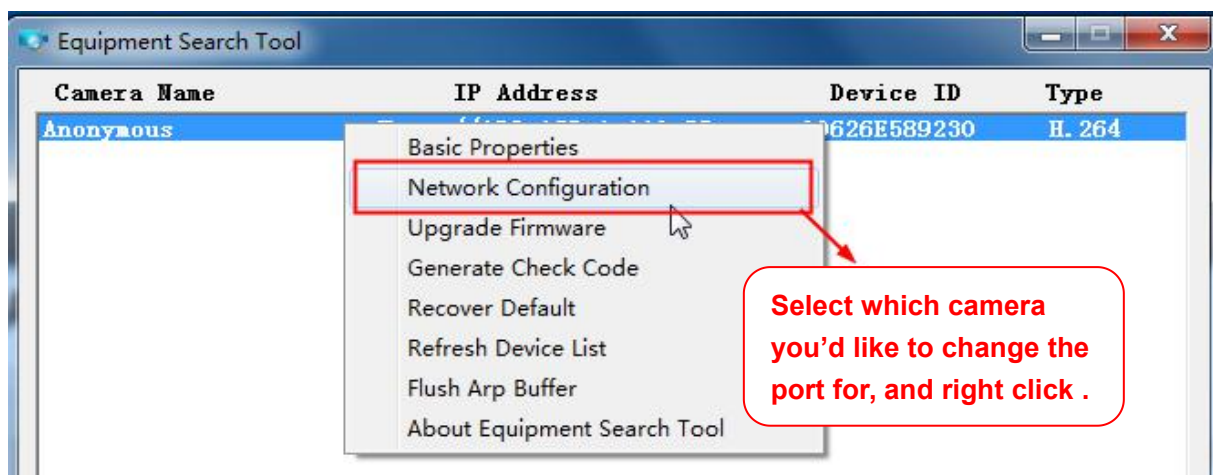 Equipment Search Tool
Camera Name IP Address Device ID Type
Anonymous H.264
Basic Properties
Network Configuration
Upgrade Firmware
Generate Check Code
Recover Default
Refresh Device List
Flush Arp Buffer
About Equipment Search Tool
Select which camera
you’d like to change the
port for, and right click .